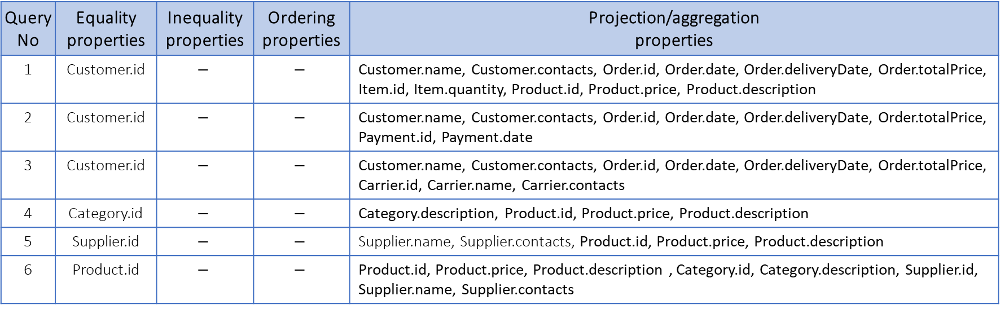 Query No | Equality properties | Inequality properties | Ordering properties | Projection/aggregation properties
1 | Customer.id | – | – | Customer.name, Customer.contacts, Order.id, Order.date, Order.deliveryDate, Order.totalPrice,
Item.id, Item.quantity, Product.id, Product.price, Product.description
2 | Customer.id | – | – | Customer.name, Customer.contacts, Order.id, Order.date, Order.deliveryDate, Order.totalPrice,
Payment.id, Payment.date
3 | Customer.id | – | – | Customer.name, Customer.contacts, Order.id, Order.date, Order.deliveryDate, Order.totalPrice,
Carrier.id, Carrier.name, Carrier.contacts
4 | Category.id | – | – | Category.description, Product.id, Product.price, Product.description
5 | Supplier.id | – | – | Supplier.name, Supplier.contacts, Product.id, Product.price, Product.description
6 | Product.id | – | – | Product.id, Product.price, Product.description , Category.id, Category.description, Supplier.id,
Supplier.name, Supplier.contacts